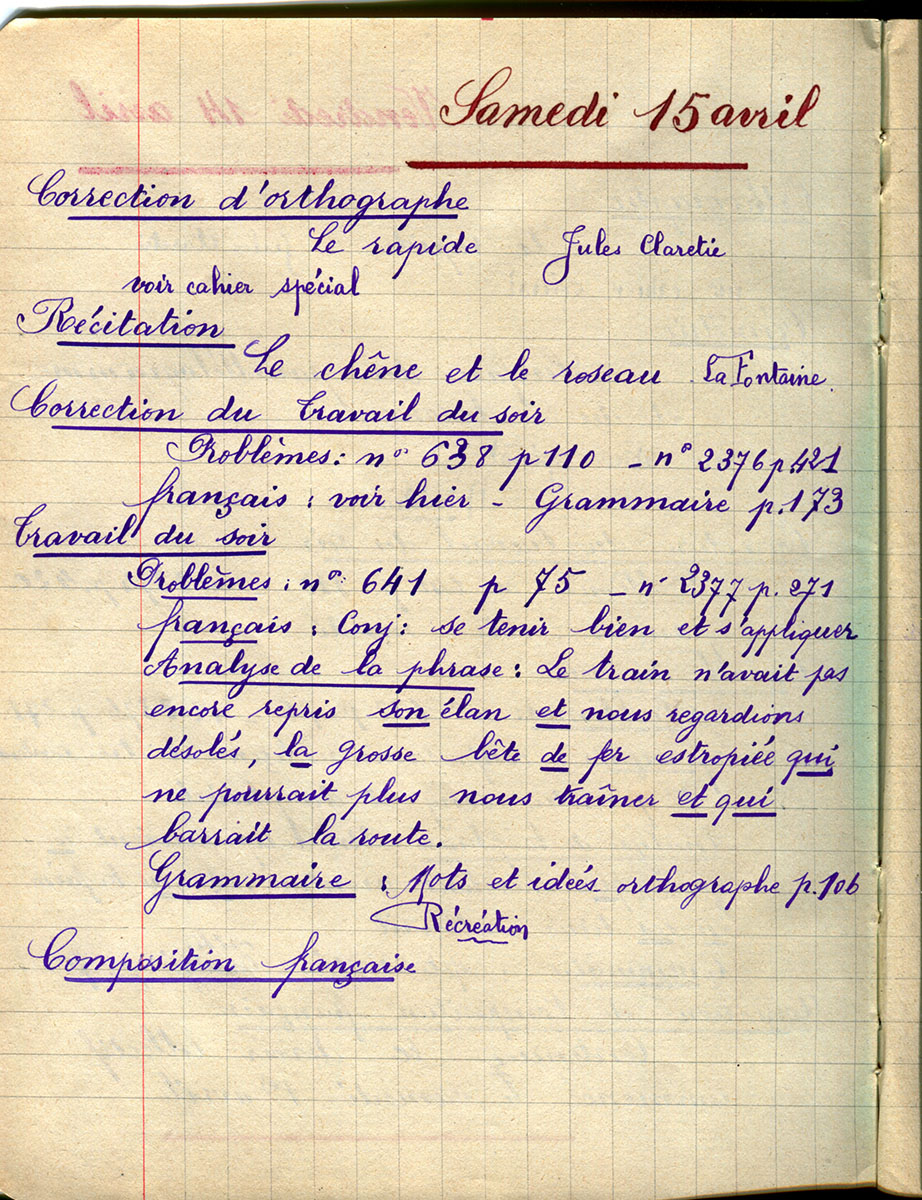 Samedi 15 avril
Vendredi 14 avril
Correction d'orthographe
Le rapide Jules Claretie
voir cahier spécial
Récitation
Le chêne et le roseau La Fontaine.
Correction du travail du soir
Problèmes : n° 638 p 110 - n° 2376 p.421
français : voir hier - Grammaire p.173
Travail du soir
Problèmes : n° 641 p 75 - n° 2377 p. 271
français : Conj : se tenir bien et s'appliquer
Analyse de la phrase : Le train n'avait pas
encore repris son élan et nous regardions
désolés, la grosse bête de fer estropiée qui
ne pourrait plus nous traîner et qui
barrait la route.
Grammaire : Mots et idées orthographe p.106
Récréation
Composition française